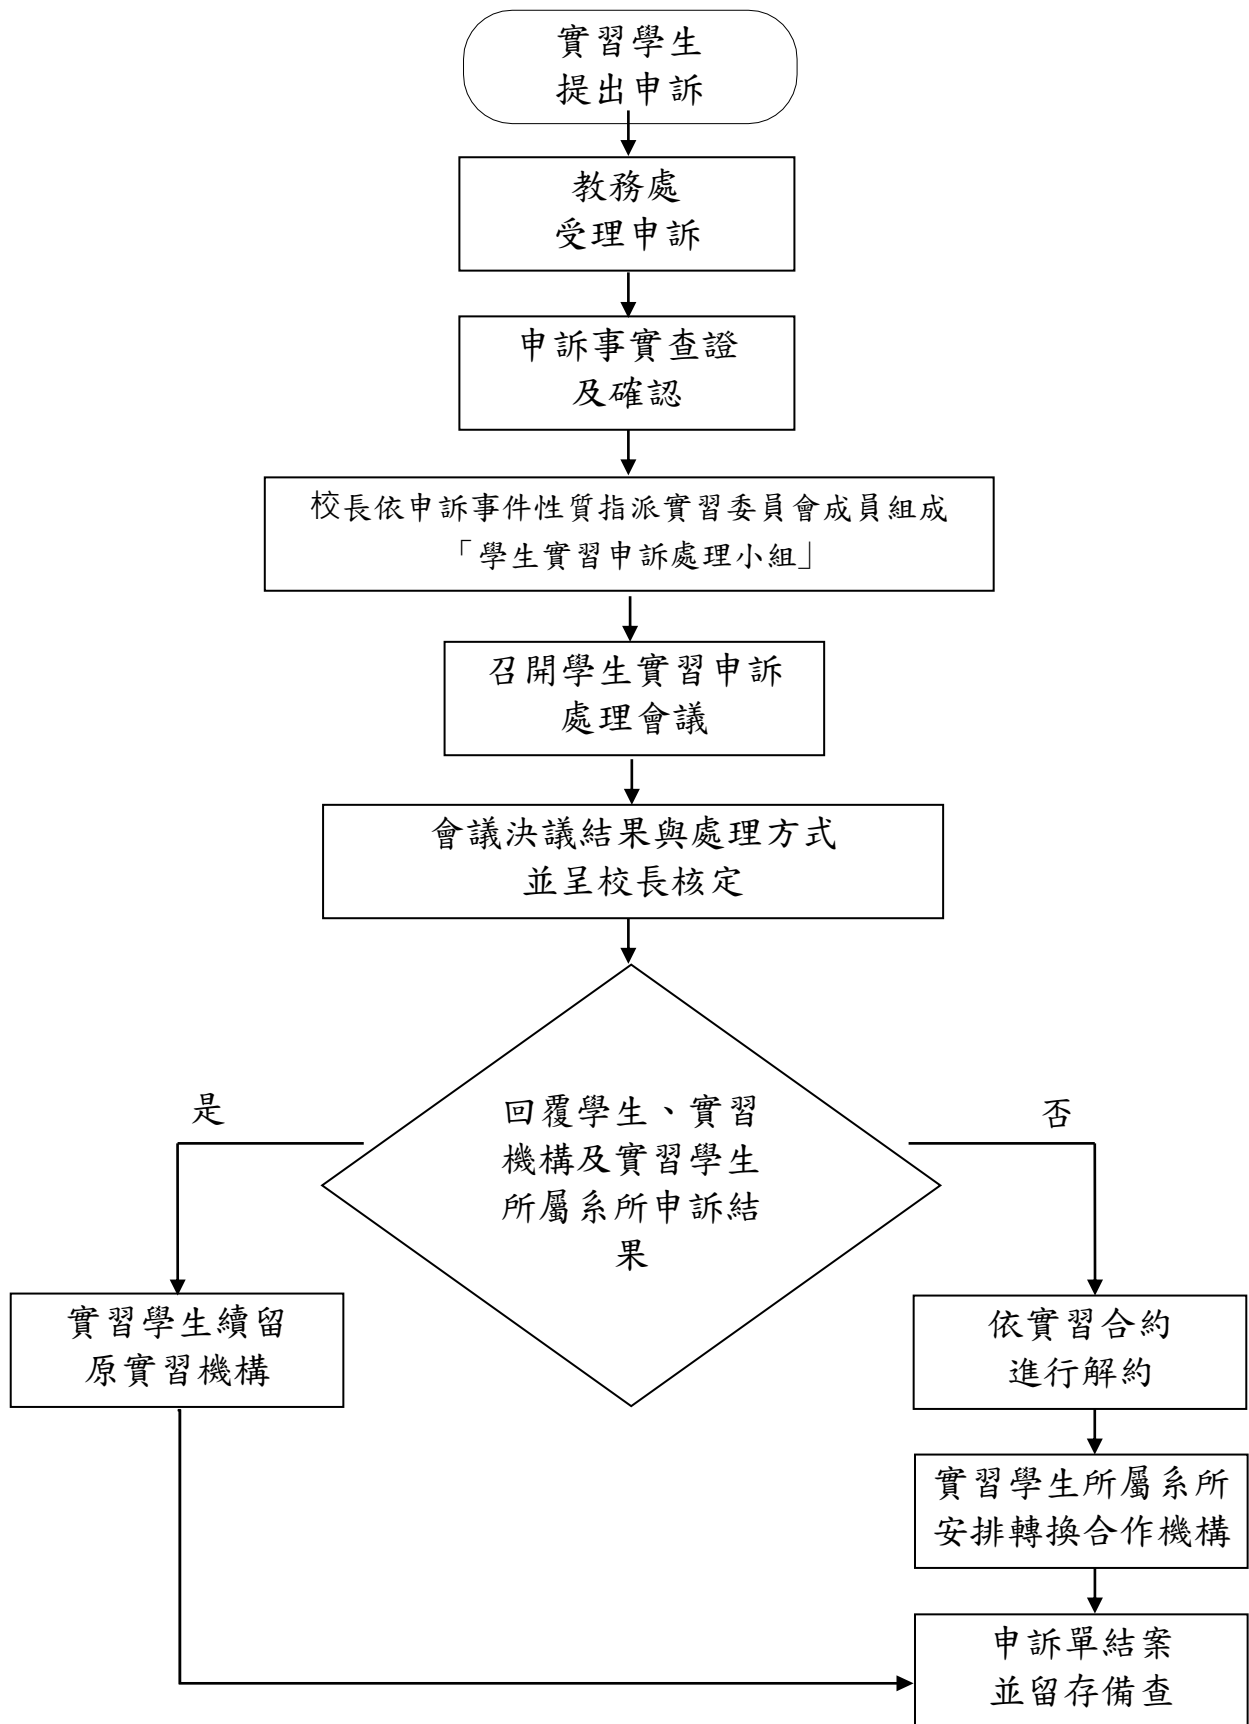 實習學生
提出申訴
教務處
受理申訴
申訴事實查證
及確認
校長依申訴事件性質指派實習委員會成員組成
「學生實習申訴處理小組」
召開學生實習申訴
處理會議
會議決議結果與處理方式
並呈校長核定
回覆學生、實習
機構及實習學生
所屬系所申訴結
果
是
否
實習學生續留
原實習機構
依實習合約
進行解約
實習學生所屬系所
安排轉換合作機構
申訴單結案
並留存備查